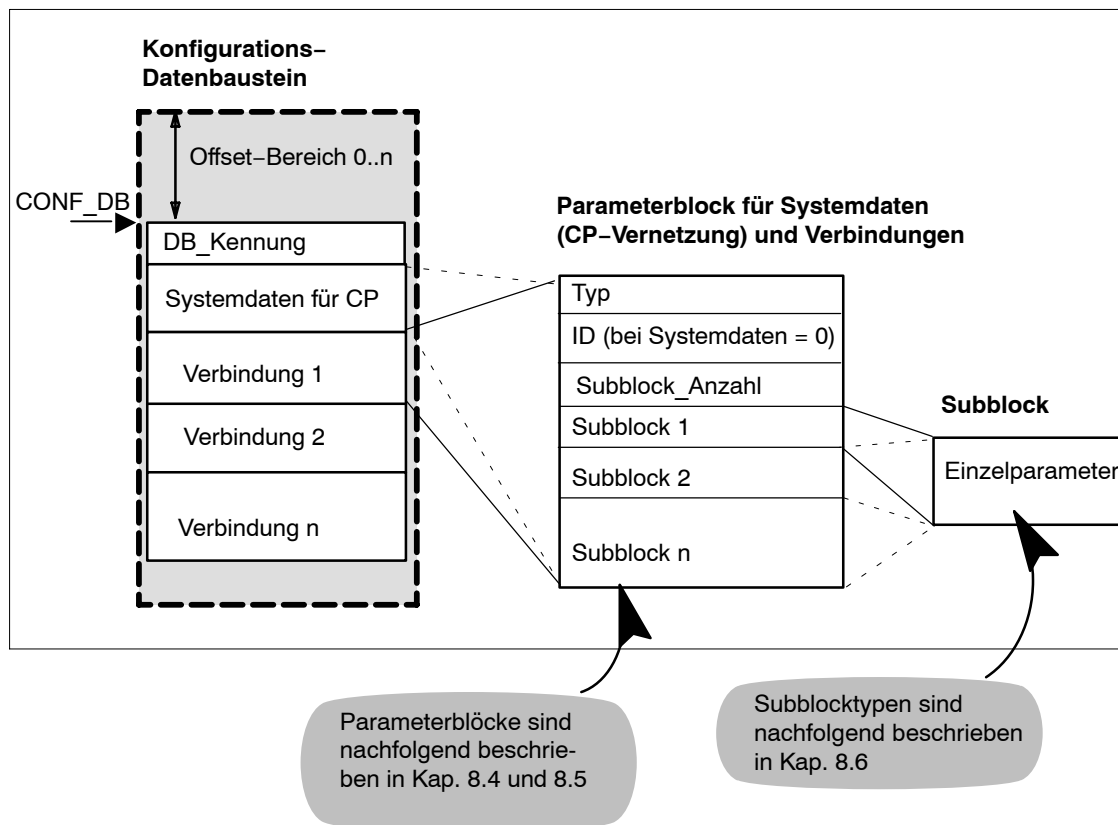 Konfigurations–
Datenbaustein
Offset–Bereich 0..n
CONF_DB
DB_Kennung
Systemdaten für CP
Verbindung 1
Verbindung 2
Verbindung n
Parameterblock für Systemdaten
(CP–Vernetzung) und Verbindungen
Typ
ID (bei Systemdaten = 0)
Subblock_Anzahl
Subblock 1
Subblock 2
Subblock n
Subblock
Einzelparameter
Parameterblöcke sind
nachfolgend beschrie-
ben in Kap. 8.4 und 8.5
Subblocktypen sind
nachfolgend beschrieben
in Kap. 8.6